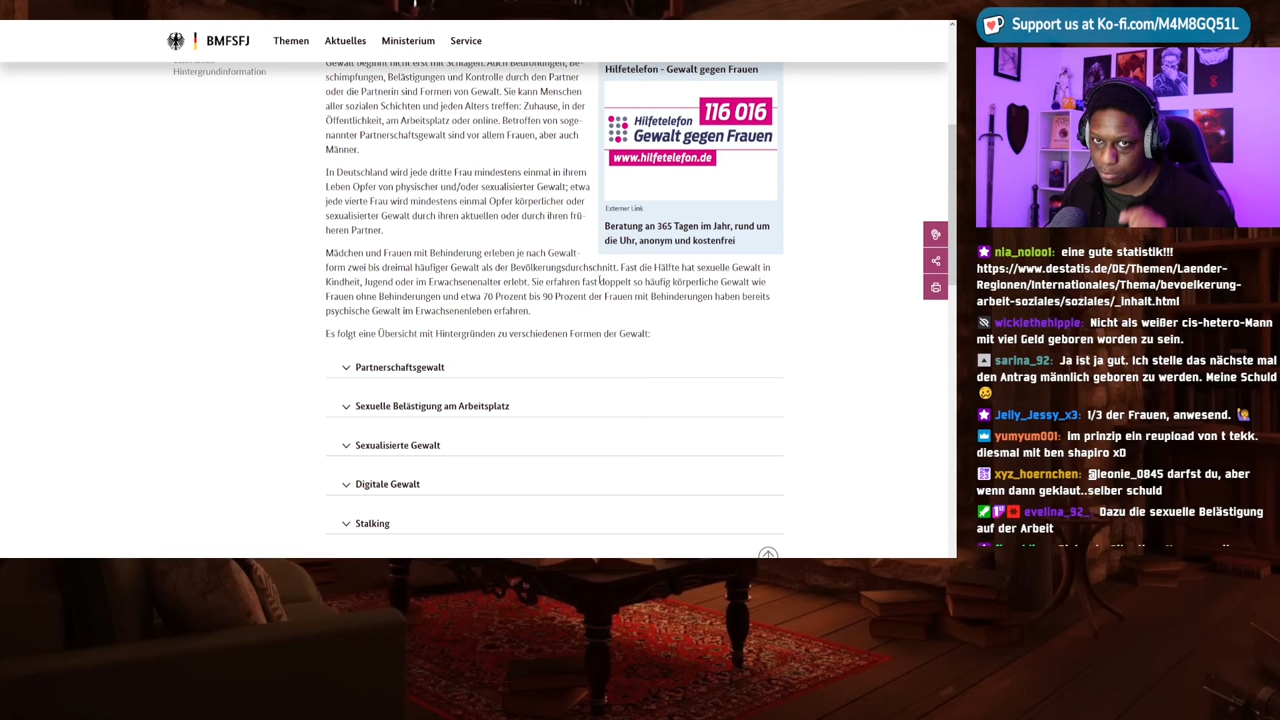 Support us at Ko-fi.com/M4M8GQ51L
BMFSFJ
Themen
Aktuelles
Ministerium
Service
Hintergrundinformation
Gewalt beginnt nicht erst mit Schlägen. Auch Bedrohungen, Be-
schimpfungen, Belästigungen und Kontrolle durch den Partner
oder die Partnerin sind Formen von Gewalt. Sie kann Menschen
aller sozialen Schichten und jeden Alters treffen: Zuhause, in der
Öffentlichkeit, am Arbeitsplatz oder online. Betroffen von soge-
nannter Partnerschaftsgewalt sind vor allem Frauen, aber auch
Männer.
In Deutschland wird jede dritte Frau mindestens einmal in ihrem
Leben Opfer von physischer und/oder sexualisierter Gewalt; etwa
jede vierte Frau wird mindestens einmal Opfer körperlicher oder
sexualisierter Gewalt durch ihren aktuellen oder durch ihren frü-
heren Partner.
Mädchen und Frauen mit Behinderung erleben je nach Gewalt-
form zwei bis dreimal häufiger Gewalt als der Bevölkerungsdurchschnitt. Fast die Hälfte hat sexuelle Gewalt in
Kindheit, Jugend oder im Erwachsenenalter erlebt. Sie erfahren fast doppelt so häufig körperliche Gewalt wie
Frauen ohne Behinderungen und etwa 70 Prozent bis 90 Prozent der Frauen mit Behinderungen haben bereits
psychische Gewalt im Erwachsenenleben erfahren.
Es folgt eine Übersicht mit Hintergründen zu verschiedenen Formen der Gewalt:
Partnerschaftsgewalt
Sexuelle Belästigung am Arbeitsplatz
Sexualisierte Gewalt
Digitale Gewalt
Stalking
Hilfetelefon - Gewalt gegen Frauen
116 016
Hilfetelefon
Gewalt gegen Frauen
www.hilfetelefon.de
Externer Link
Beratung an 365 Tagen im Jahr, rund um
die Uhr, anonym und kostenfrei
nia_nolool: eine gute statistik!!!
https://www.destatis.de/DE/Themen/Laender-
Regionen/Internationales/Thema/bevoelkerung-
arbeit-soziales/soziales/_inhalt.html
wickiethehippie: Nicht als weißer cis-hetero-Mann
mit viel Geld geboren worden zu sein.
sarina_92: Ja ist ja gut. Ich stelle das nächste mal
den Antrag männlich geboren zu werden. Meine Schuld
Jelly_Jessy_x3: 1/3 der Frauen, anwesend.
yumyum001: Im prinzip ein reupload von t tekk.
diesmal mit ben shapiro xD
xyz_hoernchen: @leonie_0845 darfst du, aber
wenn dann geklaut..selber schuld
evelina_92_: Dazu die sexuelle Belästigung
auf der Arbeit